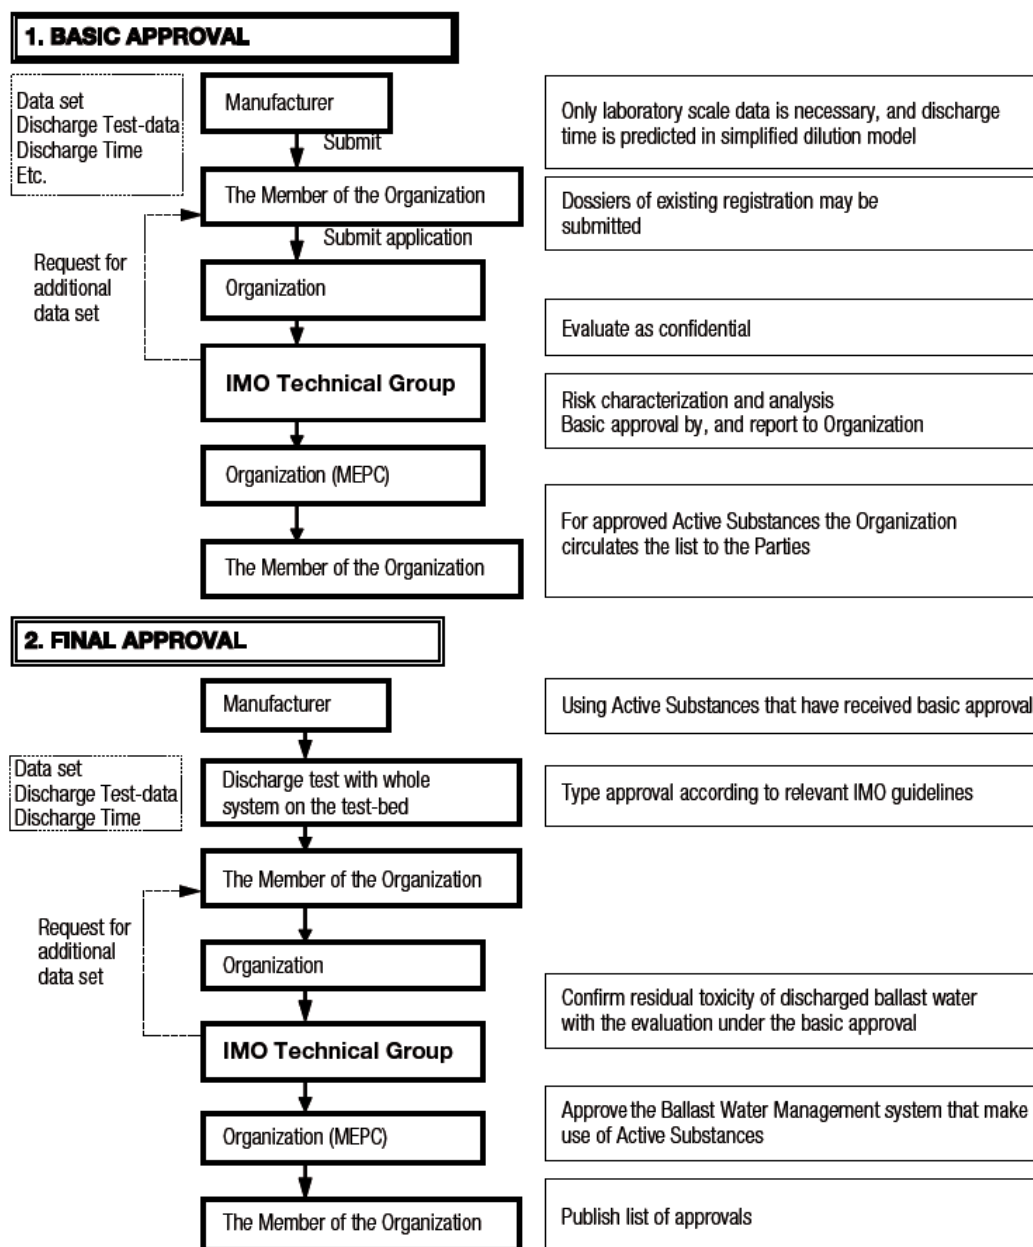 1. BASIC APPROVAL
Data set
Discharge Test-data
Discharge Time
Etc.
Manufacturer
Submit
Only laboratory scale data is necessary, and discharge
time is predicted in simplified dilution model
The Member of the Organization
Submit application
Dossiers of existing registration may be
submitted
Request for
additional
data set
Organization
Evaluate as confidential
IMO Technical Group
Risk characterization and analysis
Basic approval by, and report to Organization
Organization (MEPC)
For approved Active Substances the Organization
circulates the list to the Parties
The Member of the Organization
2. FINAL APPROVAL
Manufacturer
Using Active Substances that have received basic approval
Data set
Discharge Test-data
Discharge Time
Discharge test with whole
system on the test-bed
Type approval according to relevant IMO guidelines
The Member of the Organization
Request for
additional
data set
Organization
Confirm residual toxicity of discharged ballast water
with the evaluation under the basic approval
IMO Technical Group
Organization (MEPC)
Approve the Ballast Water Management system that make
use of Active Substances
The Member of the Organization
Publish list of approvals